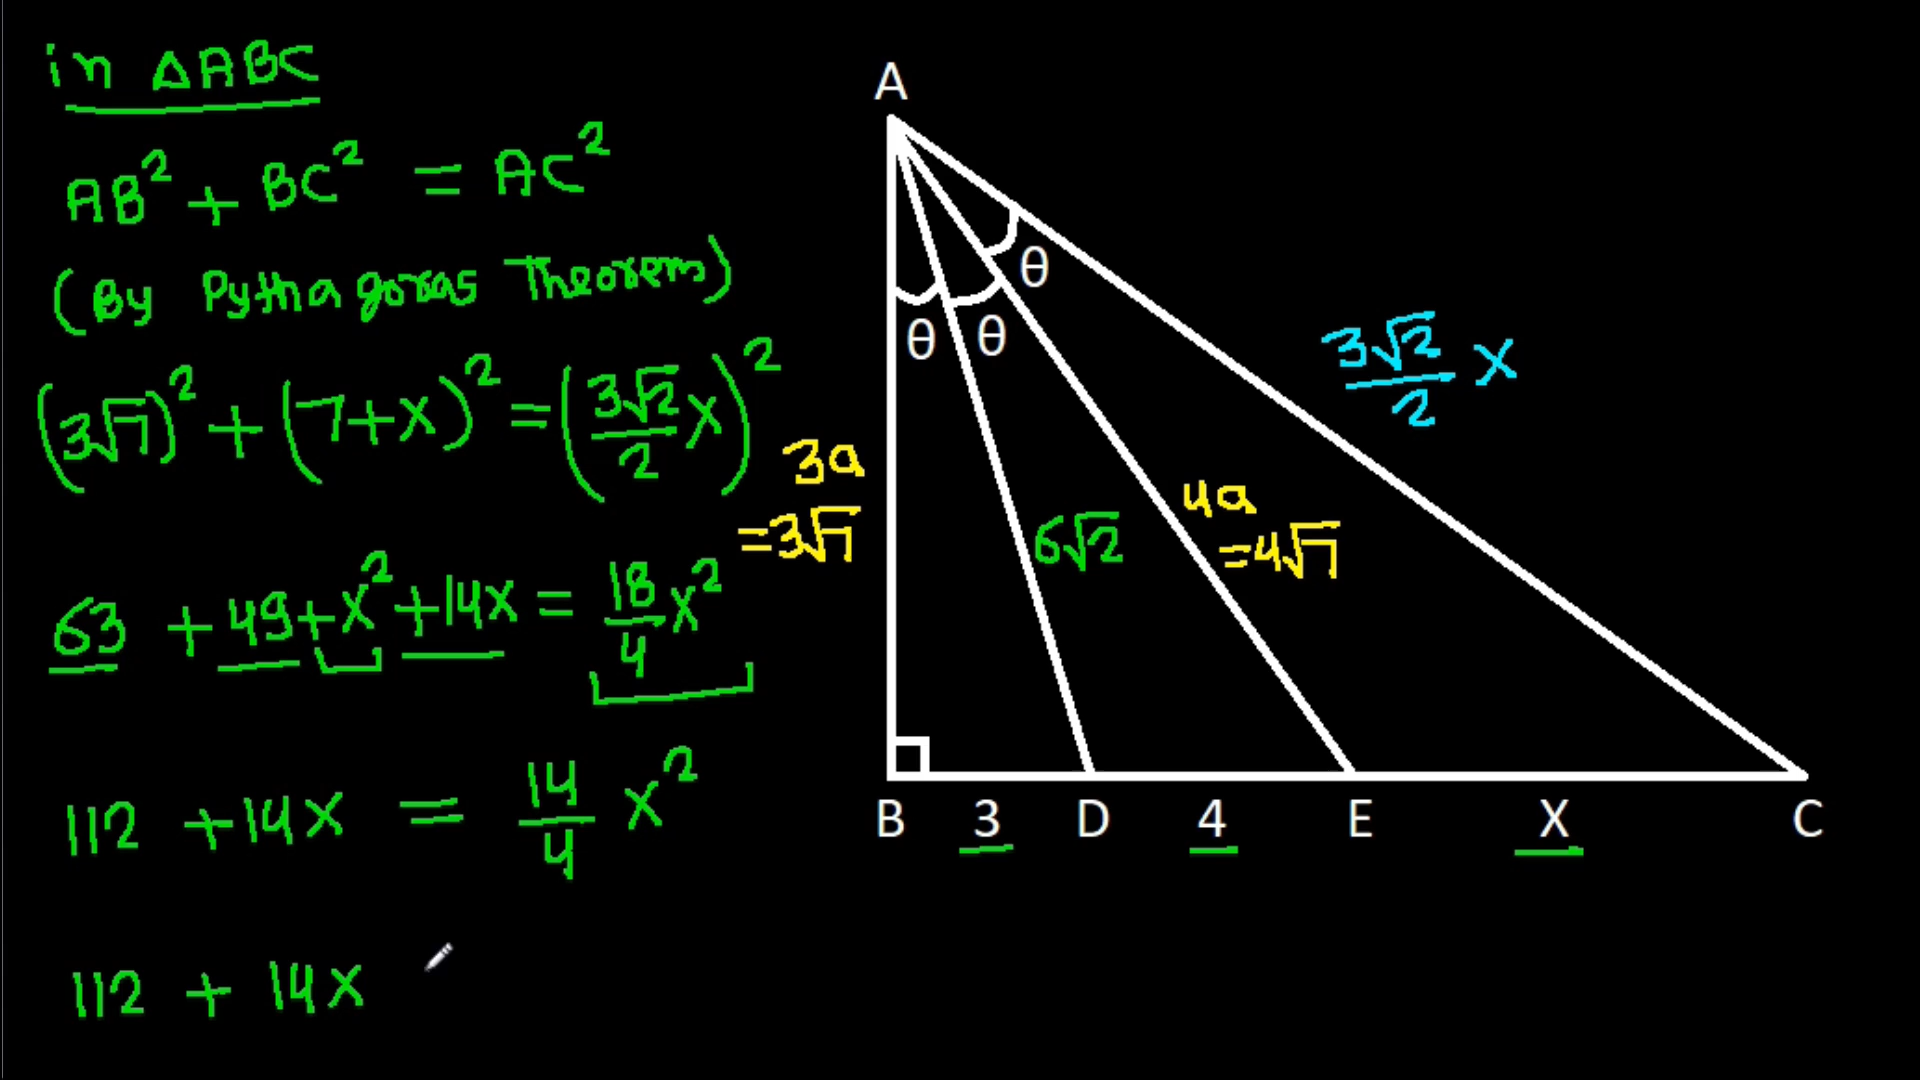 in ΔABC
AB² + BC² = AC²
(By Pythagoras Theorem)
(3√7)² + (7+x)² = (3√2/2 x)²
63 + 49 + x² + 14x = 18/4 x²
112 + 14x = 14/4 x²
112 + 14x
A
θ
θ θ
3√2/2 x
3a
=3√7
6√2
4a
=4√7
B 3 D 4 E X C